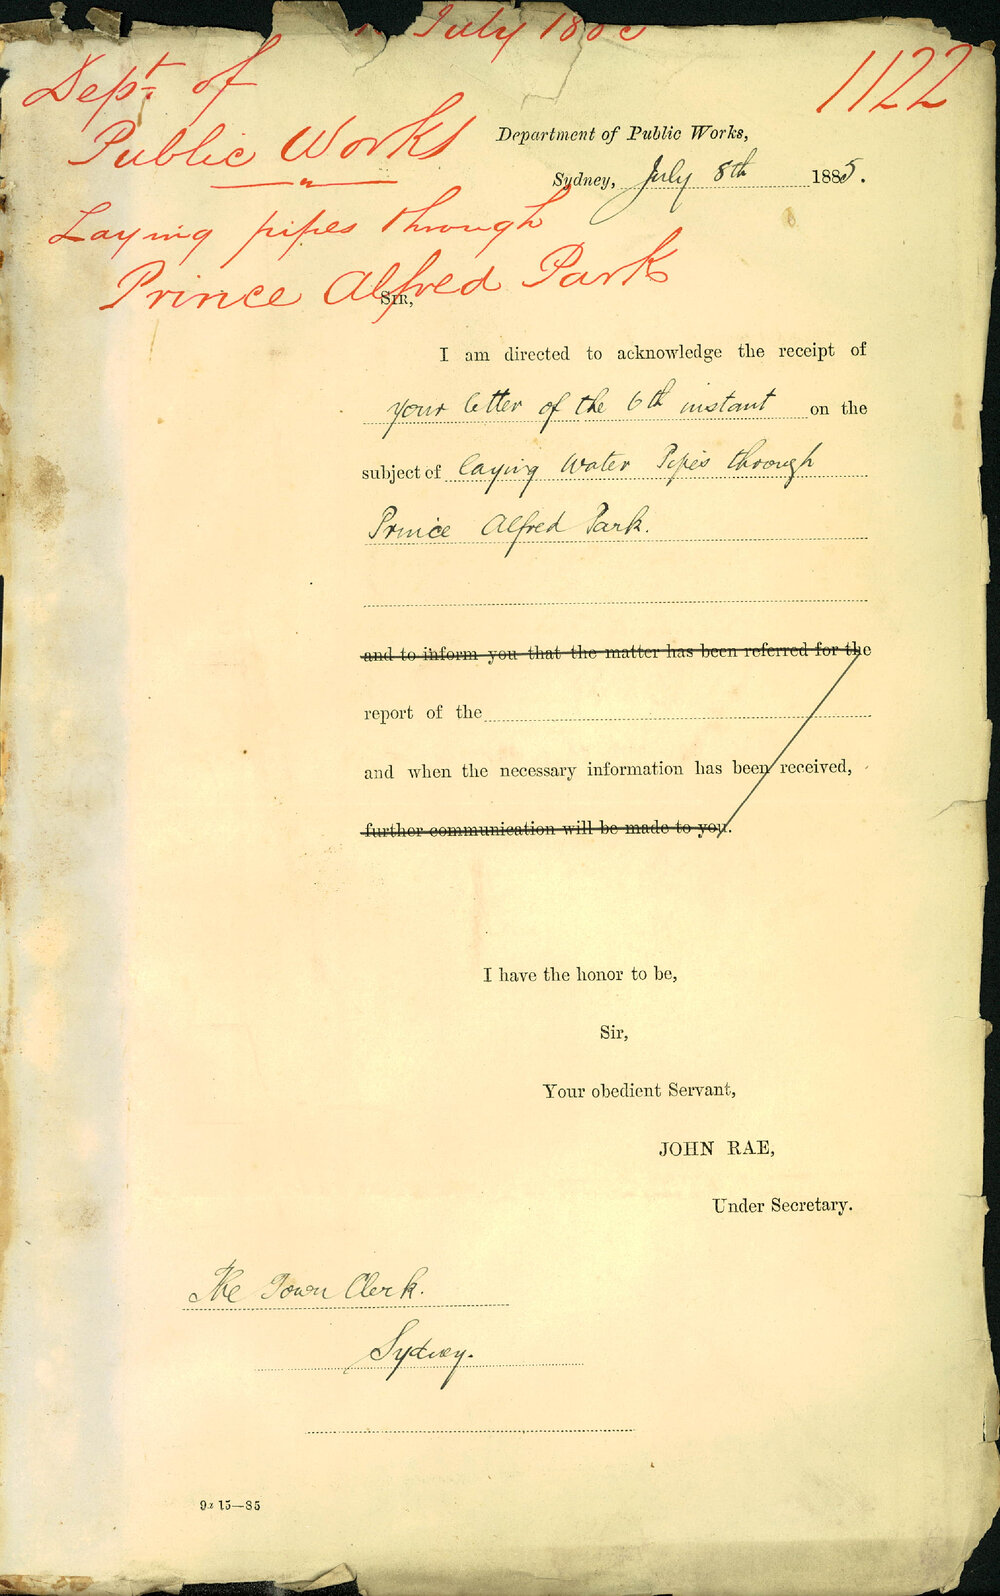 July 188
1122
Dept. of
Public Works
Laying pipes through
Prince Alfred Park
Department of Public Works,
Sydney, July 8th 1885.
SIR,
I am directed to acknowledge the receipt of
your letter of the 6th instant on the
subject of laying Water Pipes through
Prince Alfred Park.
and to inform you that the matter has been referred for the
report of the
and when the necessary information has been received,
further communication will be made to you.
I have the honor to be,
Sir,
Your obedient Servant,
JOHN RAE,
Under Secretary.
The Town Clerk.
Sydney.
15—85